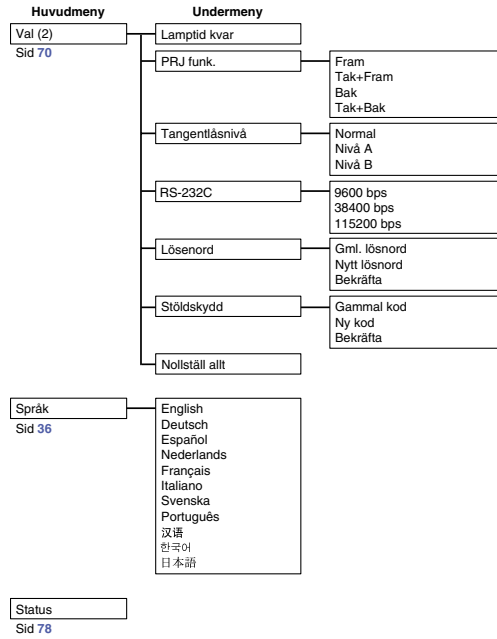 Huvudmeny
Undermeny
Val (2)
Sid 70
Lamptid kvar
PRJ funk.
Fram
Tak+Fram
Bak
Tak+Bak
Tangentlåsnivå
Normal
Nivå A
Nivå B
RS-232C
9600 bps
38400 bps
115200 bps
Lösenord
Gml. lösnord
Nytt lösnord
Bekräfta
Stöldskydd
Gammal kod
Ny kod
Bekräfta
Nollställ allt
Språk
Sid 36
English
Deutsch
Español
Nederlands
Français
Italiano
Svenska
Português
汉语
한국어
日本語
Status
Sid 78